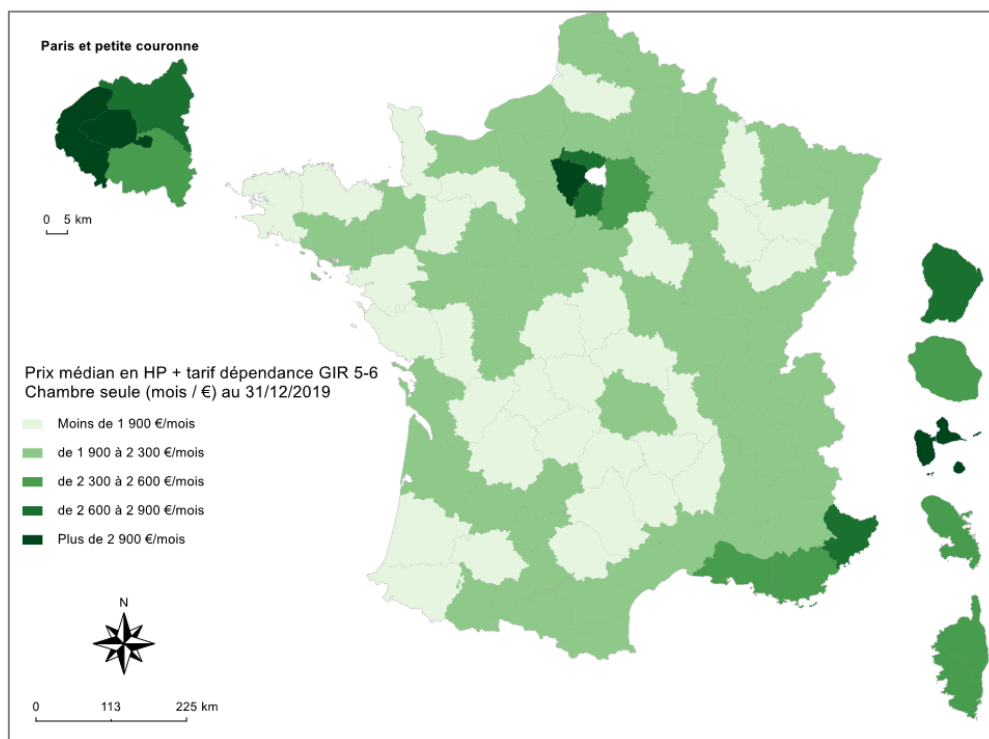 Paris et petite couronne
0 5 km
Prix médian en HP + tarif dépendance GIR 5-6
Chambre seule (mois / €) au 31/12/2019
Moins de 1 900 €/mois
de 1 900 à 2 300 €/mois
de 2 300 à 2 600 €/mois
de 2 600 à 2 900 €/mois
Plus de 2 900 €/mois
N
0 113 225 km